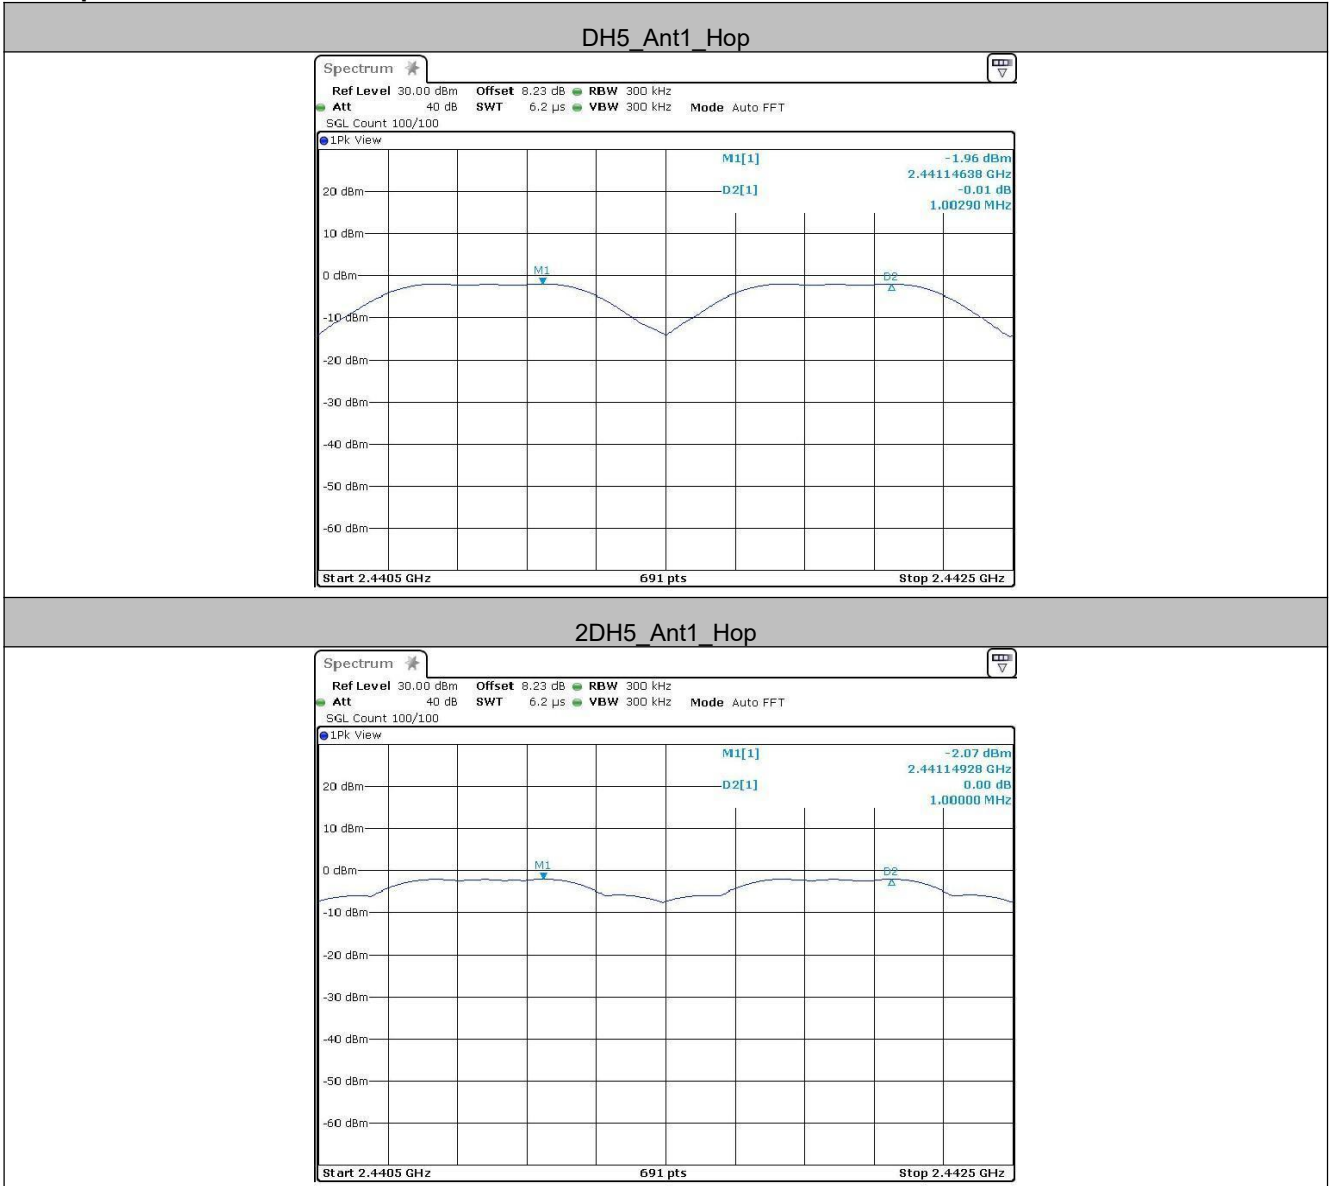 DH5_Ant1_Hop
Spectrum
Ref Level 30.00 dBm Offset 8.23 dB RBW 300 kHz
Att 40 dB SWT 6.2 µs VBW 300 kHz Mode Auto FFT
SGL Count 100/100
1Pk View
M1[1] -1.96 dBm
2.44114638 GHz
20 dBm D2[1] -0.01 dB
1.00290 MHz
10 dBm
0 dBm M1 D2
-10 dBm
-20 dBm
-30 dBm
-40 dBm
-50 dBm
-60 dBm
Start 2.4405 GHz 691 pts Stop 2.4425 GHz
2DH5_Ant1_Hop
Spectrum
Ref Level 30.00 dBm Offset 8.23 dB RBW 300 kHz
Att 40 dB SWT 6.2 µs VBW 300 kHz Mode Auto FFT
SGL Count 100/100
1Pk View
M1[1] -2.07 dBm
2.44114928 GHz
20 dBm D2[1] 0.00 dB
1.00000 MHz
10 dBm
0 dBm M1 D2
-10 dBm
-20 dBm
-30 dBm
-40 dBm
-50 dBm
-60 dBm
Start 2.4405 GHz 691 pts Stop 2.4425 GHz